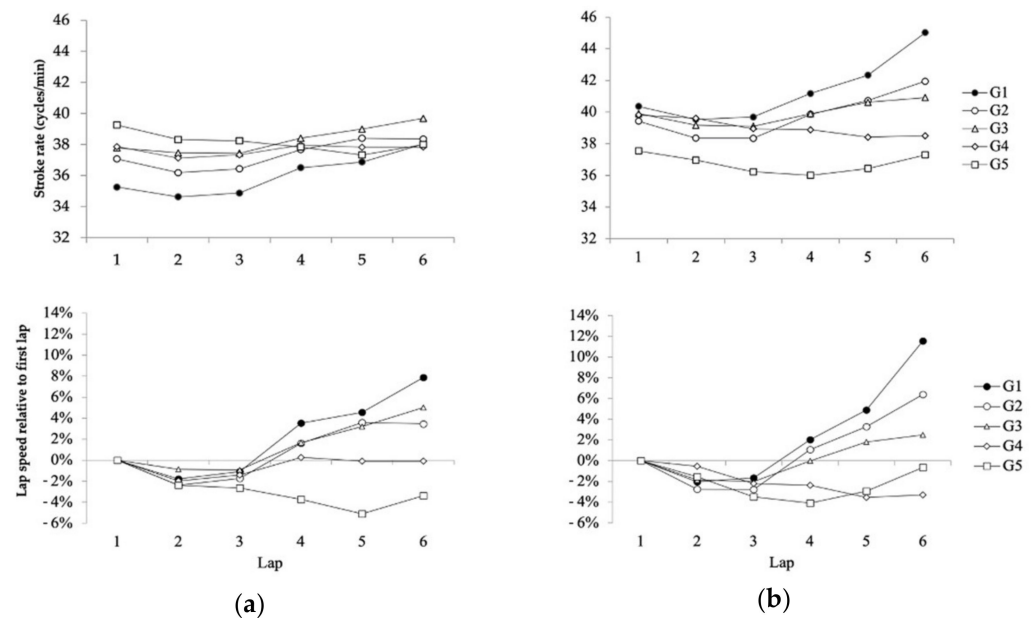 Stroke rate (cycles/min)
46
44
42
40
38
36
34
32
1 2 3 4 5 6
46
44
42
40
38
36
34
32
1 2 3 4 5 6
G1
G2
G3
G4
G5
Lap speed relative to first lap
14%
12%
10%
8%
6%
4%
2%
0%
- 2%
- 4%
- 6%
1 2 3 4 5 6
Lap
14%
12%
10%
8%
6%
4%
2%
0%
- 2%
- 4%
- 6%
1 2 3 4 5 6
Lap
G1
G2
G3
G4
G5
(a)
(b)